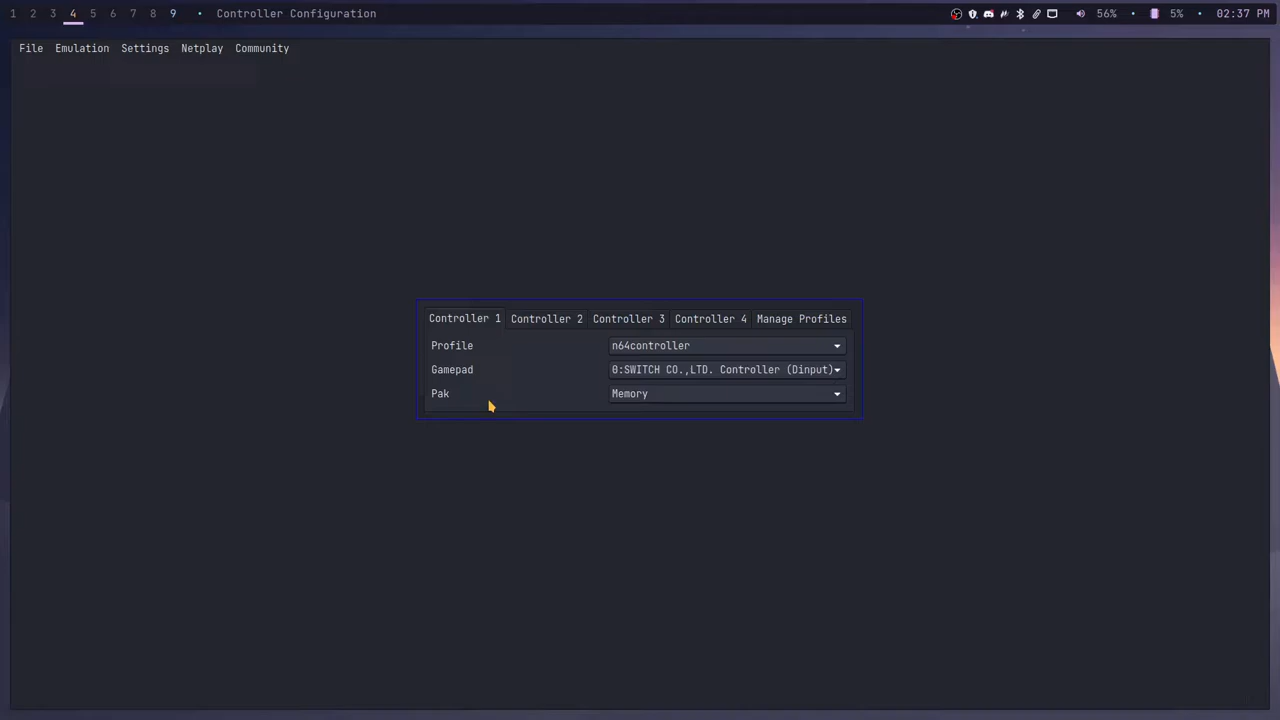 1 2 3 4 5 6 7 8 9 • Controller Configuration 56% • 5% • 02:37 PM
File Emulation Settings Netplay Community
Controller 1 Controller 2 Controller 3 Controller 4 Manage Profiles
Profile n64controller
Gamepad 0:SWITCH CO.,LTD. Controller (Dinput)
Pak Memory